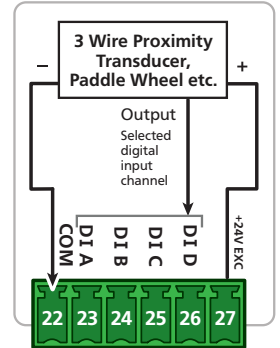 3 Wire Proximity
Transducer,
Paddle Wheel etc.
–
+
Output
Selected
digital
input
channel
COM
DI A
DI B
DI C
DI D
+24V EXC
22 23 24 25 26 27